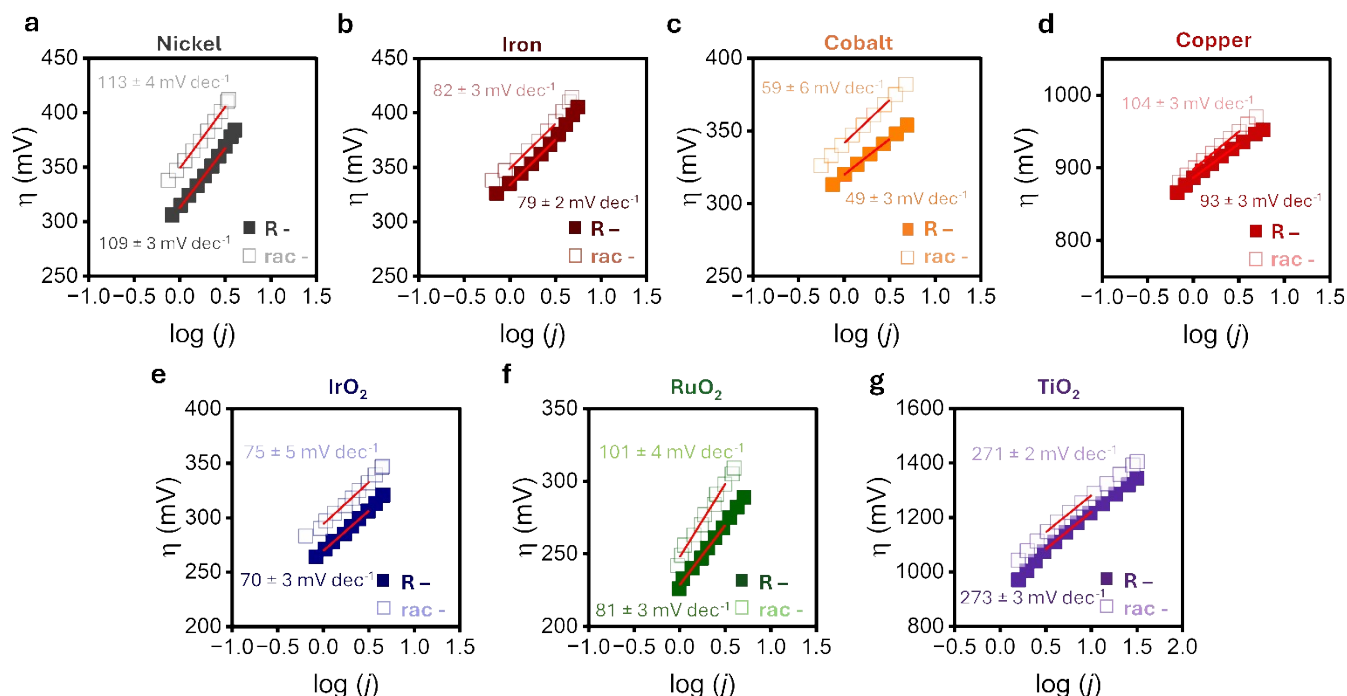 a
Nickel
η (mV)
450
400
350
300
250
113 ± 4 mV dec⁻¹
109 ± 3 mV dec⁻¹
R -
rac -
−1.0 −0.5 0.0 0.5 1.0 1.5
log (j)
b
Iron
η (mV)
450
400
350
300
250
82 ± 3 mV dec⁻¹
79 ± 2 mV dec⁻¹
R –
rac -
−1.0 −0.5 0.0 0.5 1.0 1.5
log (j)
c
Cobalt
η (mV)
400
350
300
250
59 ± 6 mV dec⁻¹
49 ± 3 mV dec⁻¹
R –
rac -
−1.0 −0.5 0.0 0.5 1.0 1.5
log (j)
d
Copper
η (mV)
1000
900
800
104 ± 3 mV dec⁻¹
93 ± 3 mV dec⁻¹
R –
rac -
−1.0 −0.5 0.0 0.5 1.0 1.5
log (j)
e
IrO₂
η (mV)
400
350
300
250
200
75 ± 5 mV dec⁻¹
70 ± 3 mV dec⁻¹
R –
rac -
−1.0 −0.5 0.0 0.5 1.0 1.5
log (j)
f
RuO₂
η (mV)
350
300
250
200
101 ± 4 mV dec⁻¹
81 ± 3 mV dec⁻¹
R –
rac -
−1.0 −0.5 0.0 0.5 1.0 1.5
log (j)
g
TiO₂
η (mV)
1600
1400
1200
1000
800
271 ± 2 mV dec⁻¹
273 ± 3 mV dec⁻¹
R –
rac -
−1.0 −0.5 0.0 0.5 1.0 1.5 2.0
log (j)